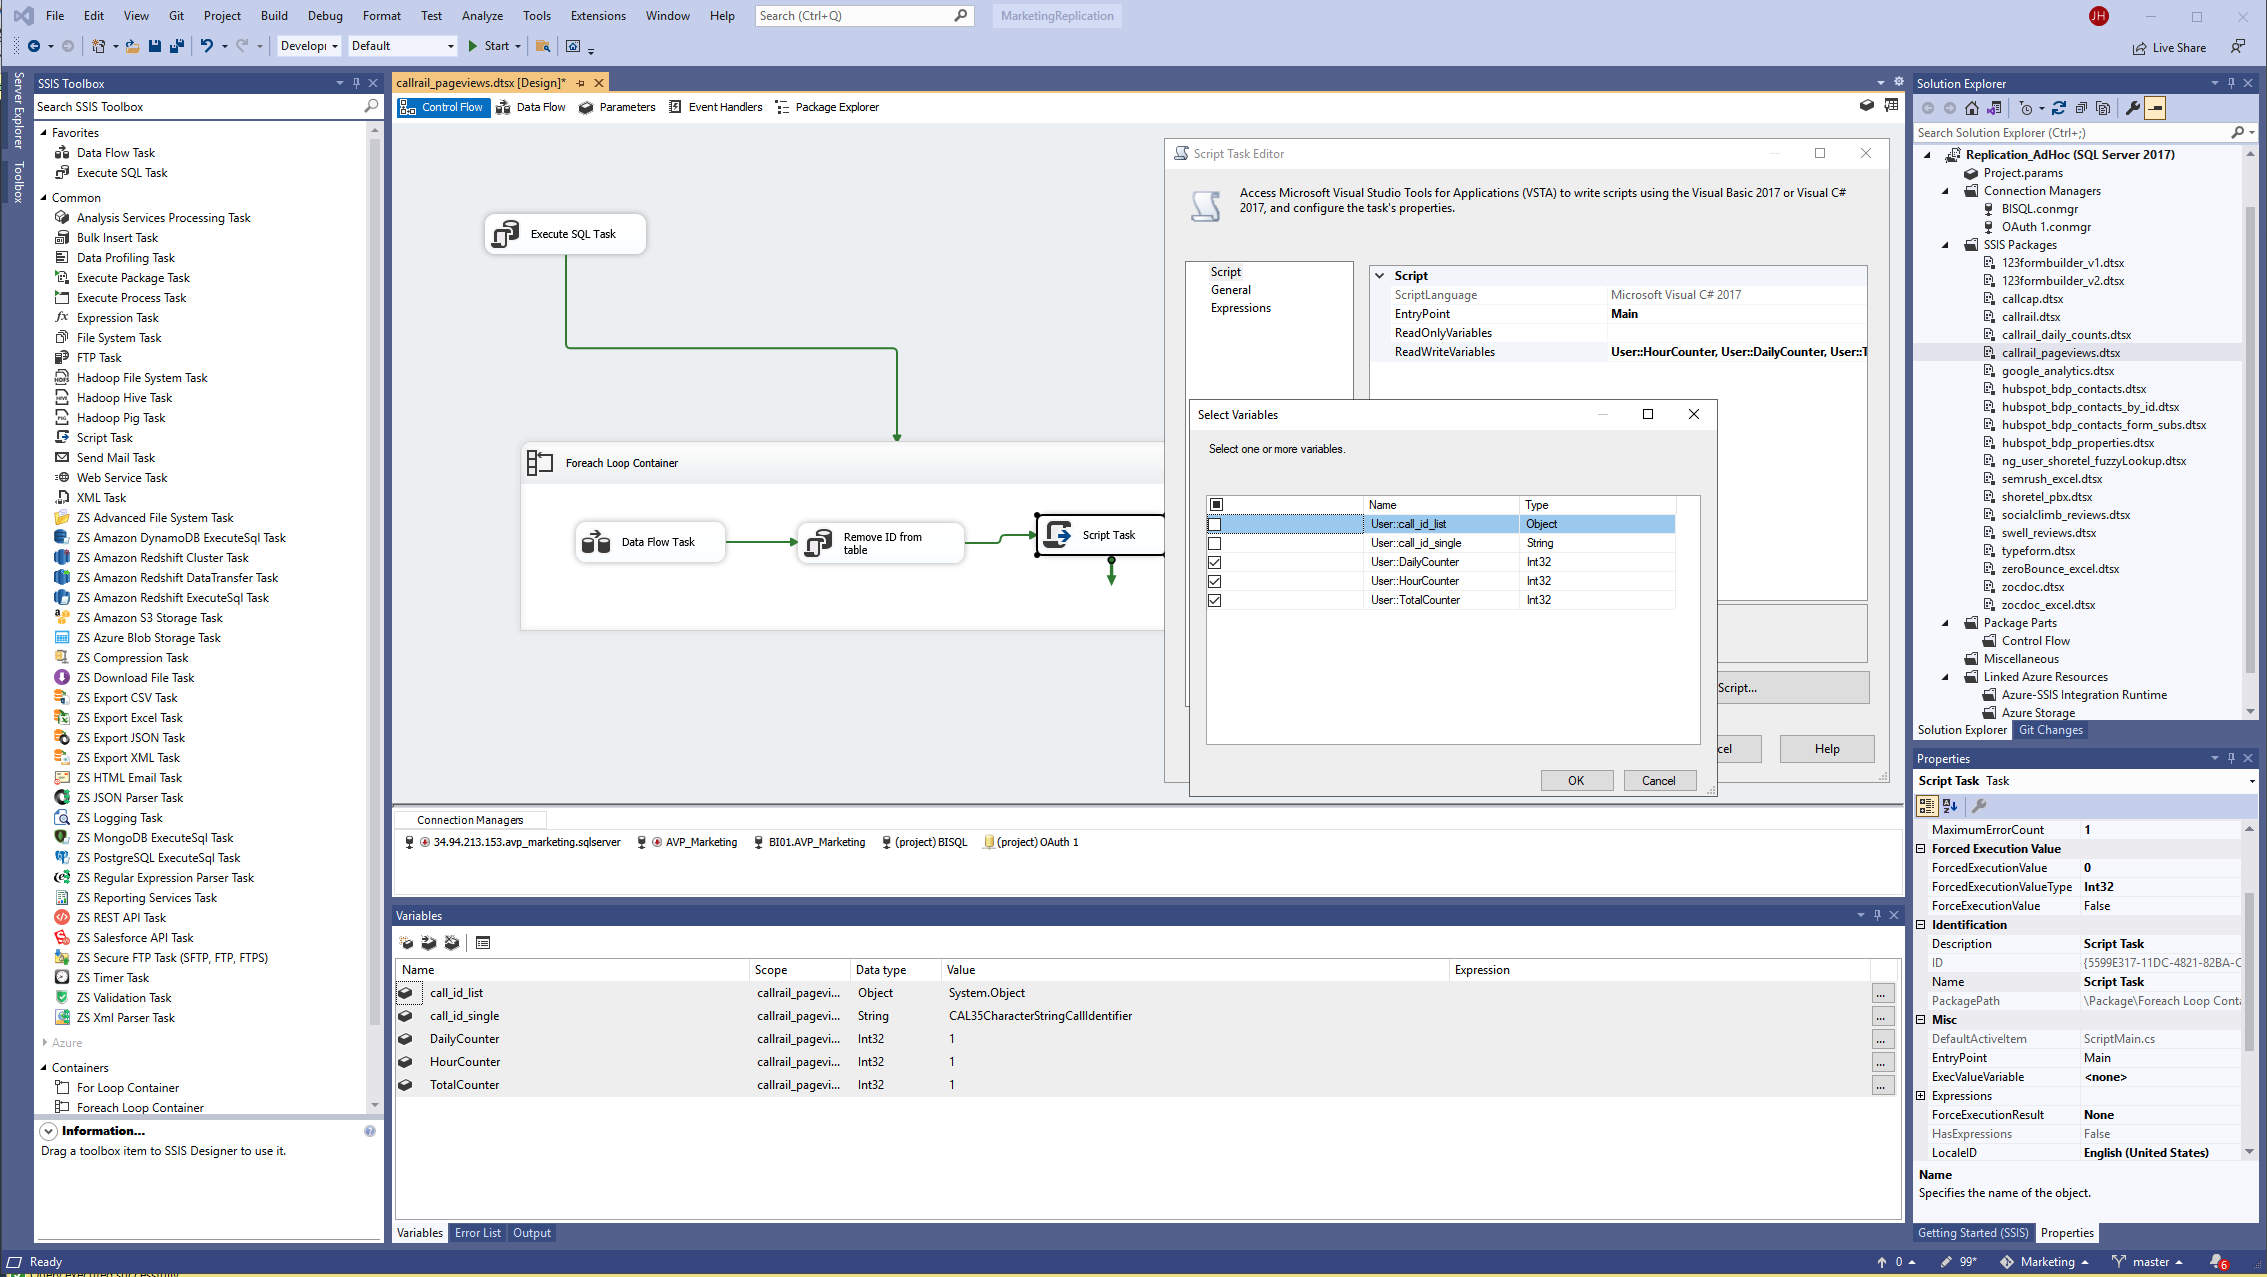 File Edit View Git Project Build Debug Format Test Analyze Tools Extensions Window Help Search (Ctrl+Q) MarketingReplication JH
Developi Default Start Live Share
Server Explorer
Toolbox
SSIS Toolbox
Search SSIS Toolbox
Favorites
Data Flow Task
Execute SQL Task
Common
Analysis Services Processing Task
Bulk Insert Task
Data Profiling Task
Execute Package Task
Execute Process Task
Expression Task
File System Task
FTP Task
Hadoop File System Task
Hadoop Hive Task
Hadoop Pig Task
Script Task
Send Mail Task
Web Service Task
XML Task
ZS Advanced File System Task
ZS Amazon DynamoDB ExecuteSql Task
ZS Amazon Redshift Cluster Task
ZS Amazon Redshift DataTransfer Task
ZS Amazon Redshift ExecuteSql Task
ZS Amazon S3 Storage Task
ZS Azure Blob Storage Task
ZS Compression Task
ZS Download File Task
ZS Export CSV Task
ZS Export Excel Task
ZS Export JSON Task
ZS Export XML Task
ZS HTML Email Task
ZS JSON Parser Task
ZS Logging Task
ZS MongoDB ExecuteSql Task
ZS PostgreSQL ExecuteSql Task
ZS Regular Expression Parser Task
ZS Reporting Services Task
ZS REST API Task
ZS Salesforce API Task
ZS Secure FTP Task (SFTP, FTP, FTPS)
ZS Timer Task
ZS Validation Task
ZS Xml Parser Task
Azure
Containers
For Loop Container
Foreach Loop Container
Information...
Drag a toolbox item to SSIS Designer to use it.
callrail_pageviews.dtsx [Design]*
Control Flow Data Flow Parameters Event Handlers Package Explorer
Execute SQL Task
Foreach Loop Container
Data Flow Task
Remove ID from
table
Script Task
Script Task Editor
Access Microsoft Visual Studio Tools for Applications (VSTA) to write scripts using the Visual Basic 2017 or Visual C#
2017, and configure the task's properties.
Script
General
Expressions
Script
ScriptLanguage Microsoft Visual C# 2017
EntryPoint Main
ReadOnlyVariables
ReadWriteVariables User::HourCounter, User::DailyCounter, User::T
Script...
cel Help
Select Variables
Select one or more variables.
Name Type
User::call_id_list Object
User::call_id_single String
User::DailyCounter Int32
User::HourCounter Int32
User::TotalCounter Int32
OK Cancel
Connection Managers
34.94.213.153.avp_marketing.sqlserver AVP_Marketing BI01.AVP_Marketing (project) BISQL (project) OAuth 1
Variables
Name Scope Data type Value Expression
call_id_list callrail_pagevi... Object System.Object ...
call_id_single callrail_pagevi... String CAL35CharacterStringCallIdentifier ...
DailyCounter callrail_pagevi... Int32 1 ...
HourCounter callrail_pagevi... Int32 1 ...
TotalCounter callrail_pagevi... Int32 1 ...
Variables Error List Output
Solution Explorer
Search Solution Explorer (Ctrl+;)
Replication_AdHoc (SQL Server 2017)
Project.params
Connection Managers
BISQL.conmgr
OAuth 1.conmgr
SSIS Packages
123formbuilder_v1.dtsx
123formbuilder_v2.dtsx
callcap.dtsx
callrail.dtsx
callrail_daily_counts.dtsx
callrail_pageviews.dtsx
google_analytics.dtsx
hubspot_bdp_contacts.dtsx
hubspot_bdp_contacts_by_id.dtsx
hubspot_bdp_contacts_form_subs.dtsx
hubspot_bdp_properties.dtsx
ng_user_shoretel_fuzzyLookup.dtsx
semrush_excel.dtsx
shoretel_pbx.dtsx
socialclimb_reviews.dtsx
swell_reviews.dtsx
typeform.dtsx
zeroBounce_excel.dtsx
zocdoc.dtsx
zocdoc_excel.dtsx
Package Parts
Control Flow
Miscellaneous
Linked Azure Resources
Azure-SSIS Integration Runtime
Azure Storage
Solution Explorer Git Changes
Properties
Script Task Task
MaximumErrorCount 1
Forced Execution Value
ForcedExecutionValue 0
ForcedExecutionValueType Int32
ForceExecutionValue False
Identification
Description Script Task
ID {5599E317-11DC-4821-82BA-C
Name Script Task
PackagePath \Package\Foreach Loop Conta
Misc
DefaultActiveItem ScriptMain.cs
EntryPoint Main
ExecValueVariable <none>
Expressions
ForceExecutionResult None
HasExpressions False
LocaleID English (United States)
Name
Specifies the name of the object.
Getting Started (SSIS) Properties
Ready 0 99* Marketing master 6